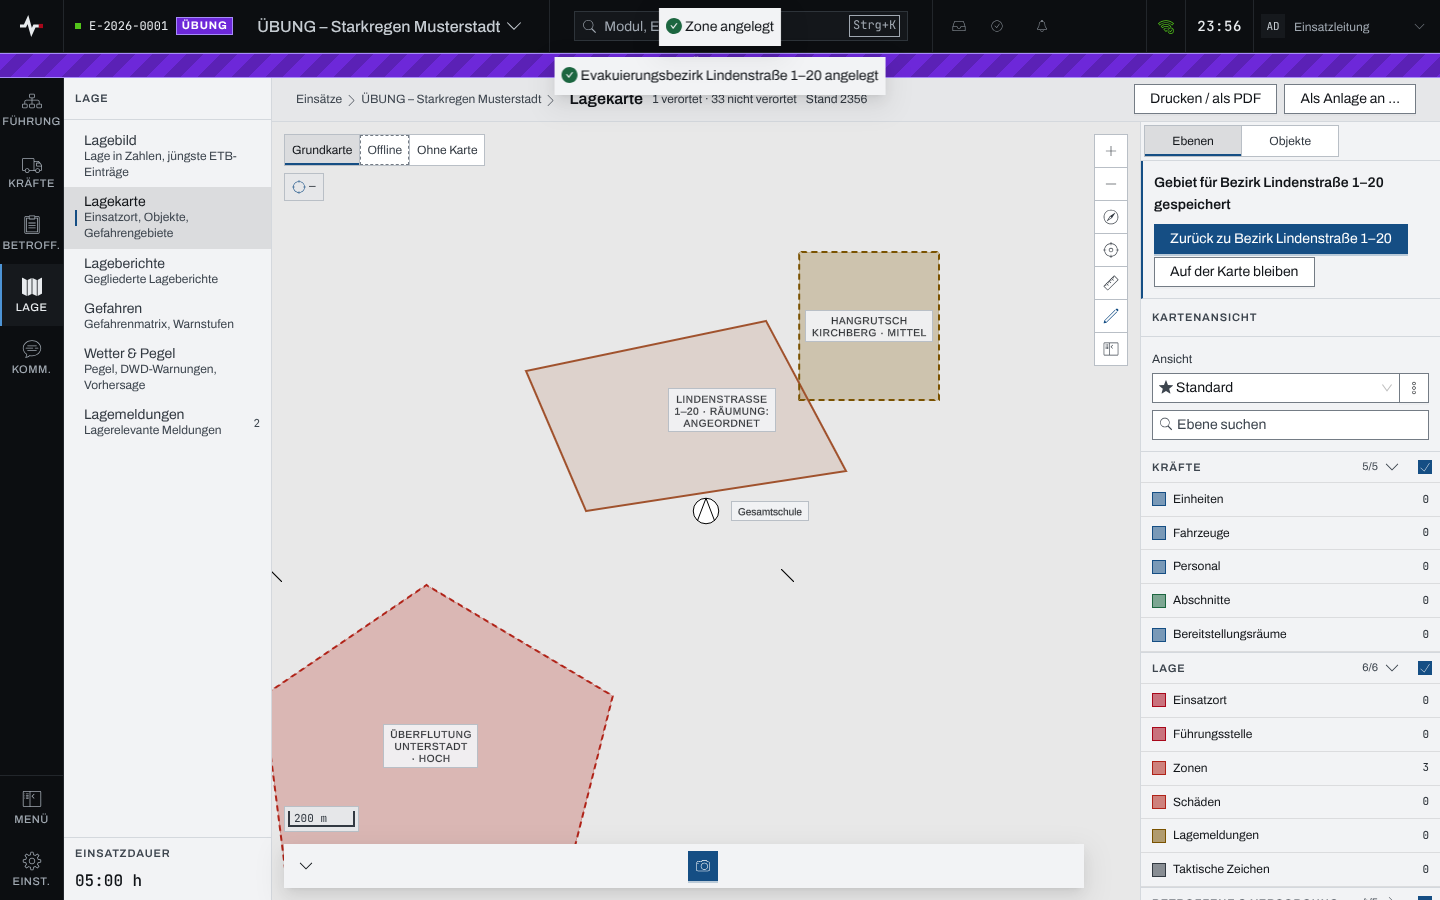 E-2026-0001 ÜBUNG ÜBUNG – Starkregen Musterstadt
Modul, E
Strg+K
Zone angelegt
23:56
AD Einsatzleitung
Evakuierungsbezirk Lindenstraße 1–20 angelegt
FÜHRUNG
KRÄFTE
BETROFF.
LAGE
KOMM.
MENÜ
EINST.
LAGE
Lagebild
Lage in Zahlen, jüngste ETB-
Einträge
Lagekarte
Einsatzort, Objekte,
Gefahrengebiete
Lageberichte
Gegliederte Lageberichte
Gefahren
Gefahrenmatrix, Warnstufen
Wetter & Pegel
Pegel, DWD-Warnungen,
Vorhersage
Lagemeldungen
Lagerelevante Meldungen 2
EINSATZDAUER
05:00 h
Einsätze ÜBUNG – Starkregen Musterstadt Lagekarte 1 verortet · 33 nicht verortet Stand 2356
Drucken / als PDF
Als Anlage an …
Grundkarte Offline Ohne Karte
–
HANGRUTSCH
KIRCHBERG · MITTEL
LINDENSTRASSE
1–20 · RÄUMUNG:
ANGEORDNET
Gesamtschule
ÜBERFLUTUNG
UNTERSTADT
· HOCH
200 m
Ebenen Objekte
Gebiet für Bezirk Lindenstraße 1–20
gespeichert
Zurück zu Bezirk Lindenstraße 1–20
Auf der Karte bleiben
KARTENANSICHT
Ansicht
Standard
Ebene suchen
KRÄFTE 5/5
Einheiten 0
Fahrzeuge 0
Personal 0
Abschnitte 0
Bereitstellungsräume 0
LAGE 6/6
Einsatzort 0
Führungsstelle 0
Zonen 3
Schäden 0
Lagemeldungen 0
Taktische Zeichen 0